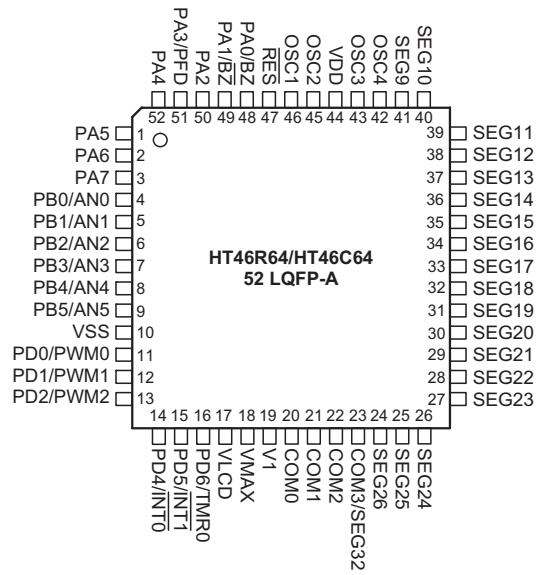 PA4
PA3/PFD
PA2
PA1/BZ
PA0/BZ
RES
OSC1
OSC2
VDD
OSC3
OSC4
SEG9
SEG10
52 51 50 49 48 47 46 45 44 43 42 41 40
PA5 1
PA6 2
PA7 3
PB0/AN0 4
PB1/AN1 5
PB2/AN2 6
PB3/AN3 7
PB4/AN4 8
PB5/AN5 9
VSS 10
PD0/PWM0 11
PD1/PWM1 12
PD2/PWM2 13
HT46R64/HT46C64
52 LQFP-A
39 SEG11
38 SEG12
37 SEG13
36 SEG14
35 SEG15
34 SEG16
33 SEG17
32 SEG18
31 SEG19
30 SEG20
29 SEG21
28 SEG22
27 SEG23
14 15 16 17 18 19 20 21 22 23 24 25 26
PD4/INT0
PD5/INT1
PD6/TMR0
VLCD
VMAX
V1
COM0
COM1
COM2
COM3/SEG32
SEG26
SEG25
SEG24